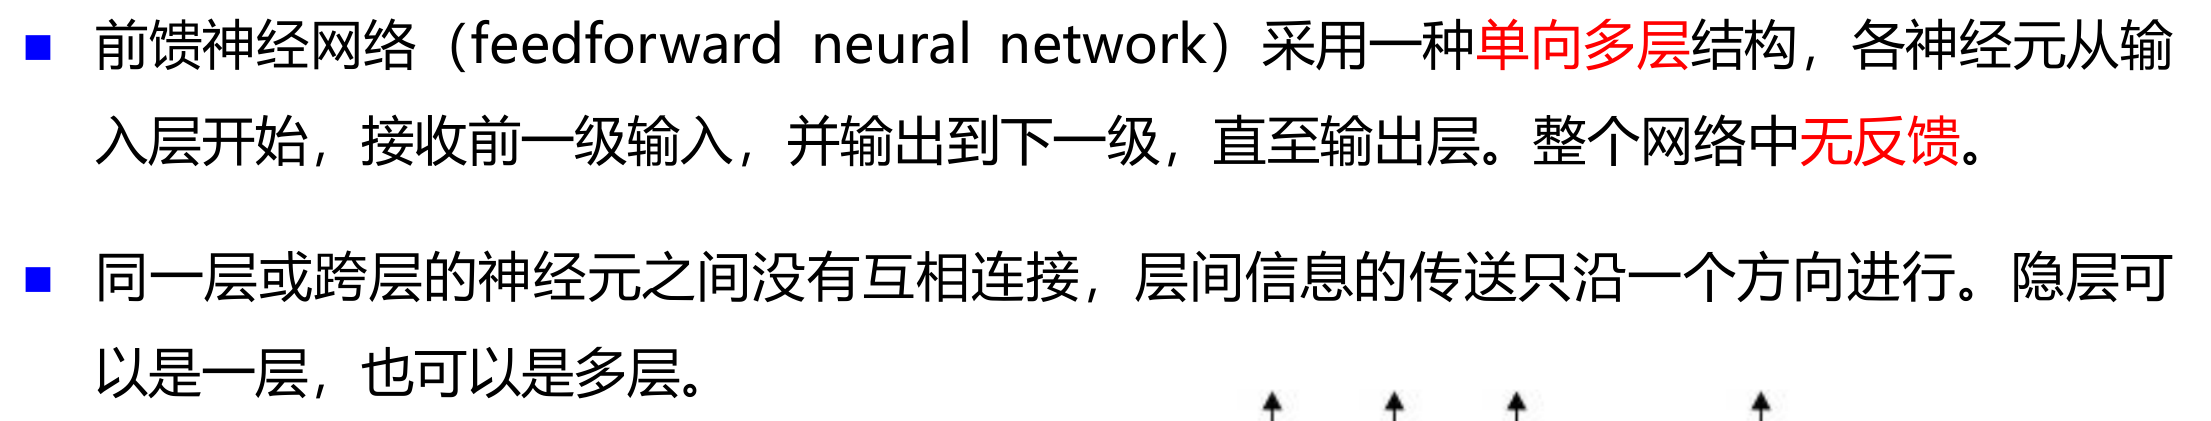 ■ 前馈神经网络（feedforward neural network）采用一种单向多层结构，各神经元从输
入层开始，接收前一级输入，并输出到下一级，直至输出层。整个网络中无反馈。
■ 同一层或跨层的神经元之间没有互相连接，层间信息的传送只沿一个方向进行。隐层可
以是一层，也可以是多层。